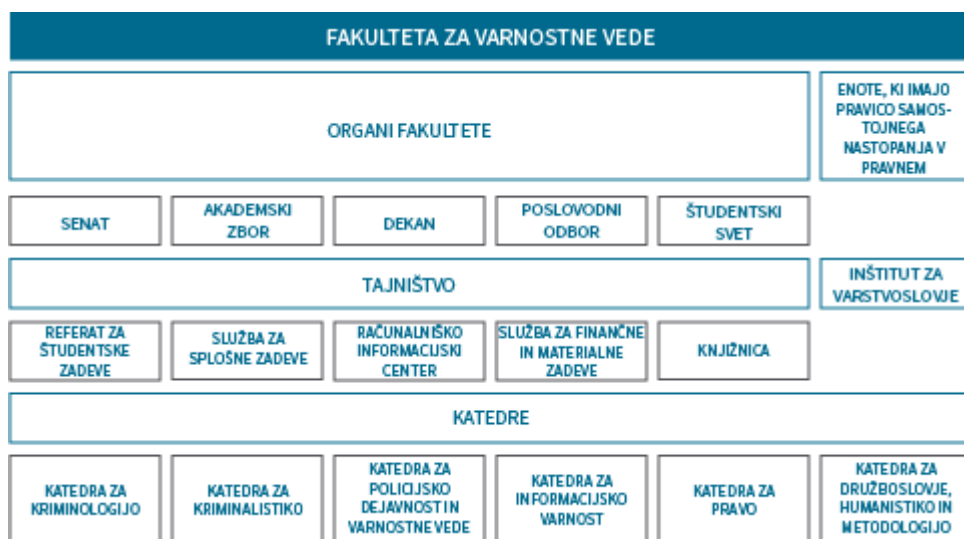 FAKULTETA ZA VARNOSTNE VEDE
ORGANI FAKULTETE
ENOTE, KI IMAJO
PRAVICO SAMOS-
TOJNEGA
NASTOPANJA V
PRAVNEM
SENAT
AKADEMSKI
ZBOR
DEKAN
POSLOVODNI
ODBOR
ŠTUDENTSKI
SVET
TAJNIŠTVO
INŠTITUT ZA
VARSTVOSLOVJE
REFERAT ZA
ŠTUDENTSKE
ZADEVE
SLUŽBA ZA
SPLOŠNE ZADEVE
RAČUNALNIŠKO
INFORMACIJSKI
CENTER
SLUŽBA ZA FINANČNE
IN MATERIALNE
ZADEVE
KNJIŽNICA
KATEDRE
KATEDRA ZA
KRIMINOLOGIJO
KATEDRA ZA
KRIMINALISTIKO
KATEDRA ZA
POLICIJSKO
DEJAVNOST IN
VARNOSTNE VEDE
KATEDRA ZA
INFORMACIJSKO
VARNOST
KATEDRA ZA
PRAVO
KATEDRA ZA
DRUŽBOSLOVJE,
HUMANISTIKO IN
METODOLOGIJO